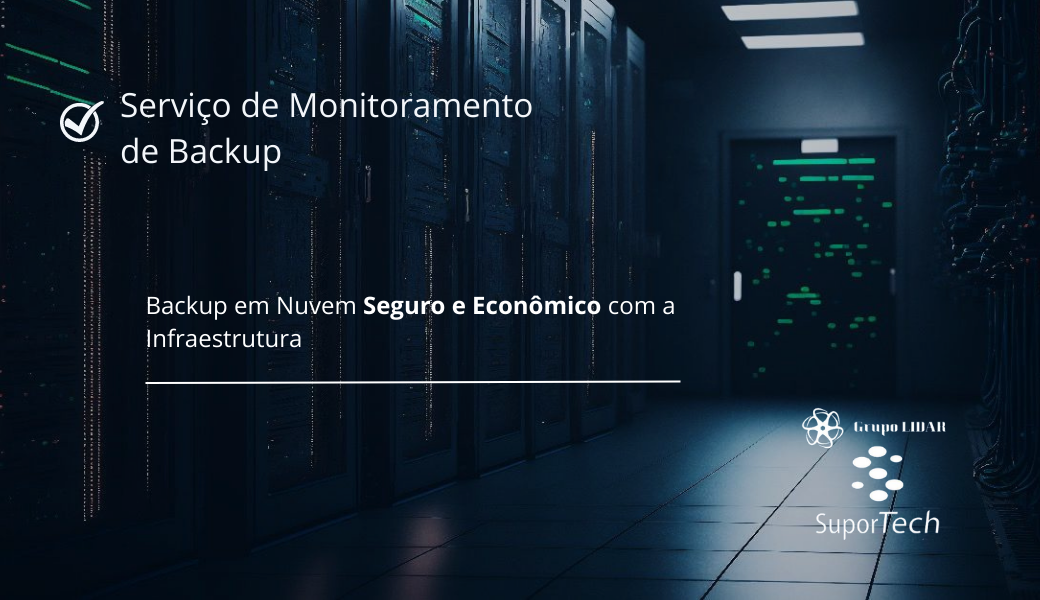 Serviço de Monitoramento
de Backup
Backup em Nuvem Seguro e Econômico com a
Infraestrutura
Grupo LIDAR
SuporTech